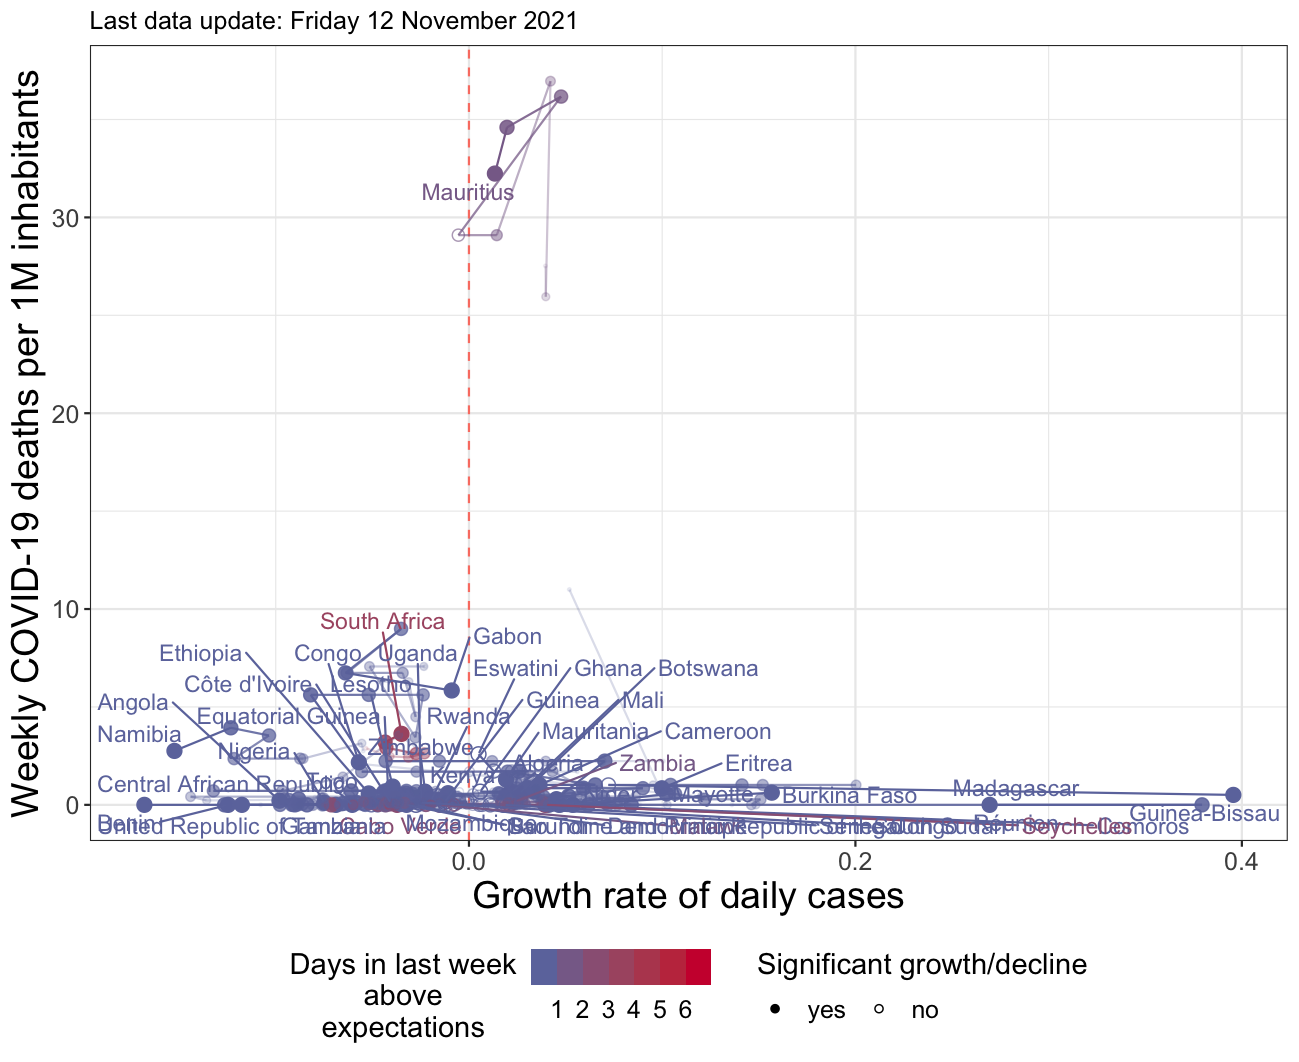 Last data update: Friday 12 November 2021
Weekly COVID-19 deaths per 1M inhabitants
30
20
10
0
Mauritius
South Africa
Gabon
Ethiopia
Congo
Uganda
Eswatini
Ghana
Botswana
Côte d'Ivoire
Lesotho
Angola
Guinea
Mali
Equatorial Guinea
Rwanda
Namibia
Mauritania
Cameroon
Nigeria
Zimbabwe
Algeria
Zambia
Eritrea
Kenya
Togo
Central African Republic
Niger
Mayotte
Burkina Faso
Madagascar
Guinea-Bissau
Benin
United Republic of Tanzania
Gambia
Cabo Verde
Mozambique
Burundi
Malawi
Senegal
South Sudan
Réunion
Seychelles
Comoros
0.0
0.2
0.4
Growth rate of daily cases
Days in last week
above
expectations
1 2 3 4 5 6
Significant growth/decline
yes
no